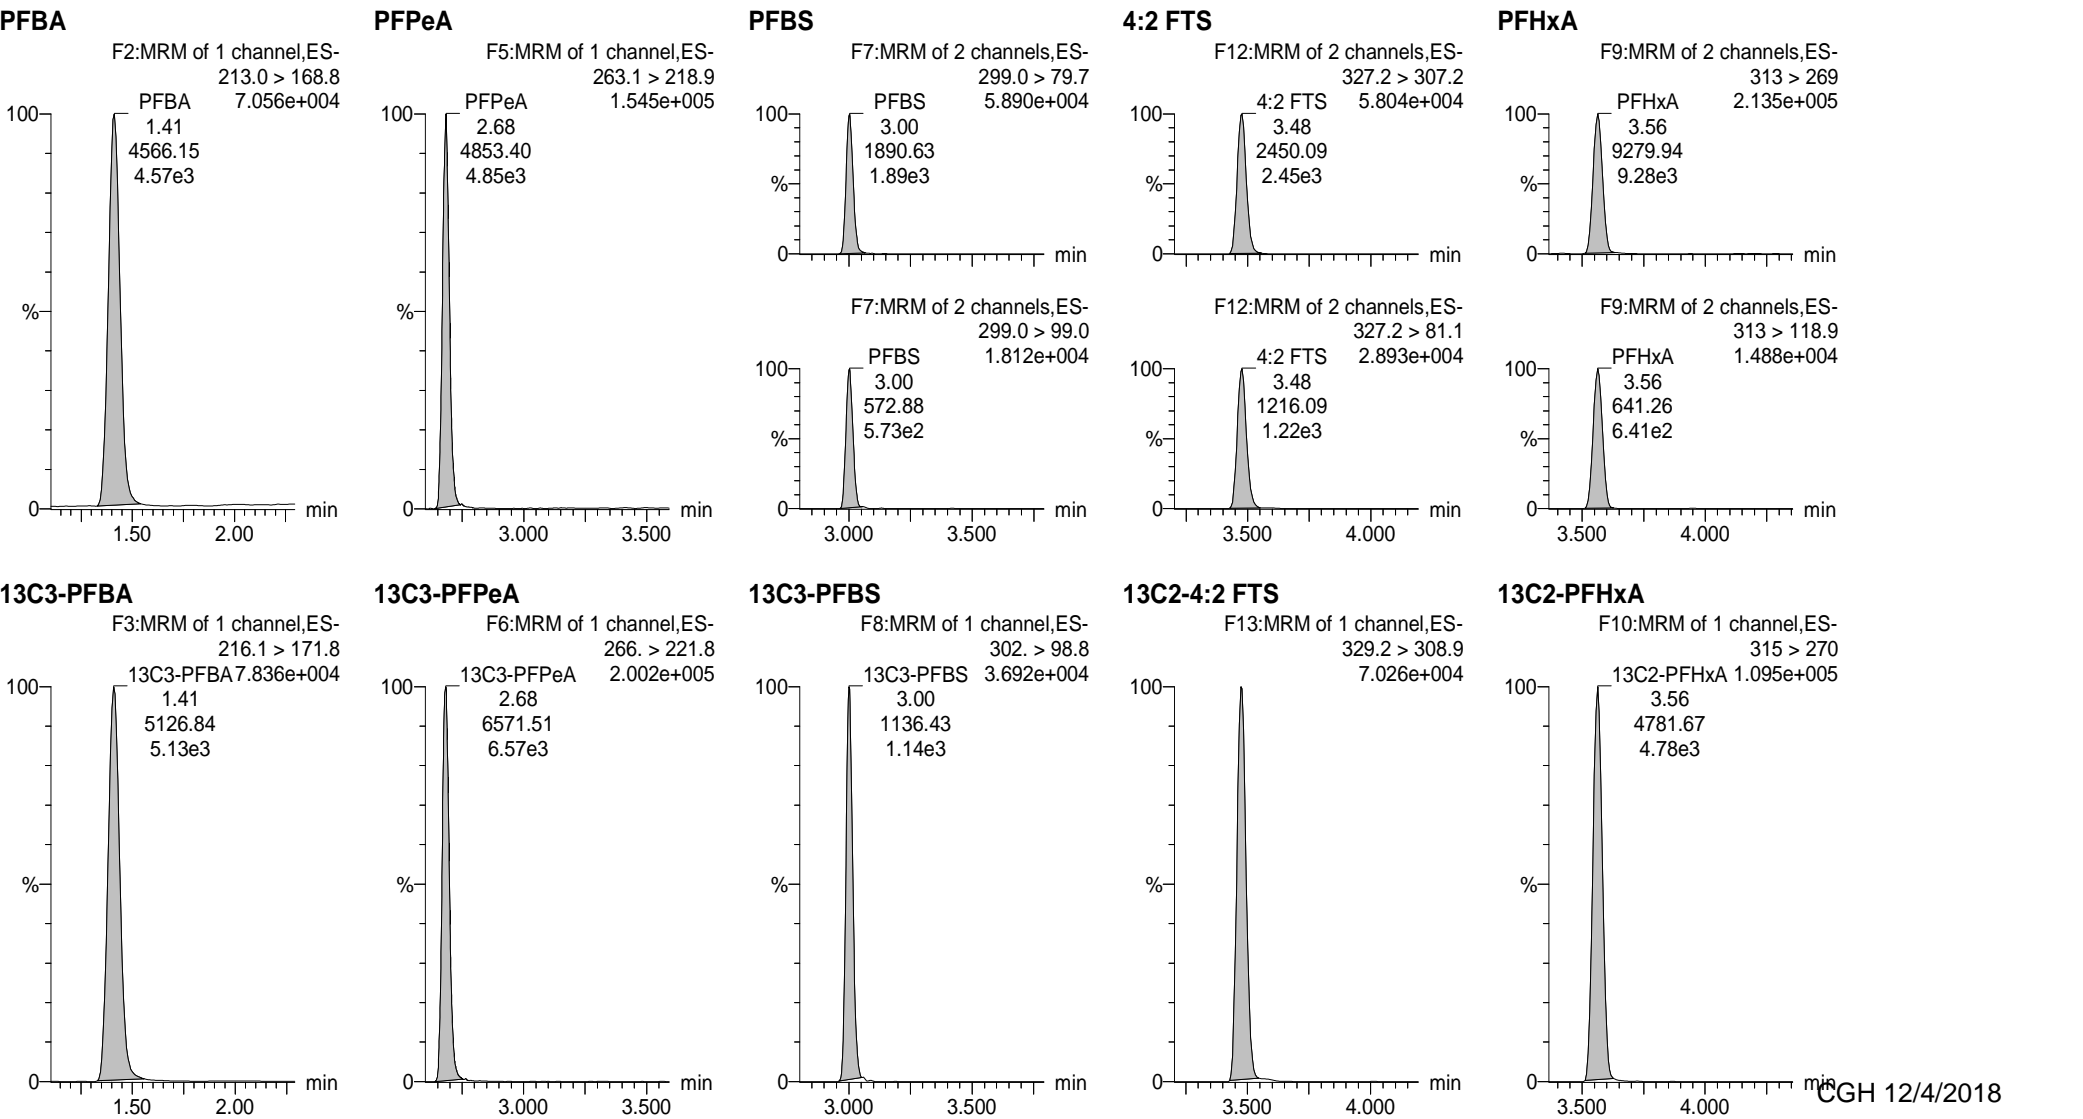 PFBA
F2:MRM of 1 channel,ES-
213.0 > 168.8
7.056e+004
PFBA
1.41
4566.15
4.57e3
100
%
0
min
1.50 2.00
PFPeA
F5:MRM of 1 channel,ES-
263.1 > 218.9
1.545e+005
PFPeA
2.68
4853.40
4.85e3
100
%
0
min
3.000 3.500
PFBS
F7:MRM of 2 channels,ES-
299.0 > 79.7
5.890e+004
PFBS
3.00
1890.63
1.89e3
100
%
0
min
F7:MRM of 2 channels,ES-
299.0 > 99.0
1.812e+004
PFBS
3.00
572.88
5.73e2
100
%
0
min
3.000 3.500
4:2 FTS
F12:MRM of 2 channels,ES-
327.2 > 307.2
5.804e+004
4:2 FTS
3.48
2450.09
2.45e3
100
%
0
min
F12:MRM of 2 channels,ES-
327.2 > 81.1
2.893e+004
4:2 FTS
3.48
1216.09
1.22e3
100
%
0
min
3.500 4.000
PFHxA
F9:MRM of 2 channels,ES-
313 > 269
2.135e+005
PFHxA
3.56
9279.94
9.28e3
100
%
0
min
F9:MRM of 2 channels,ES-
313 > 118.9
1.488e+004
PFHxA
3.56
641.26
6.41e2
100
%
0
min
3.500 4.000
13C3-PFBA
F3:MRM of 1 channel,ES-
216.1 > 171.8
13C3-PFBA 7.836e+004
1.41
5126.84
5.13e3
100
%
0
min
1.50 2.00
13C3-PFPeA
F6:MRM of 1 channel,ES-
266. > 221.8
13C3-PFPeA 2.002e+005
2.68
6571.51
6.57e3
100
%
0
min
3.000 3.500
13C3-PFBS
F8:MRM of 1 channel,ES-
302. > 98.8
13C3-PFBS 3.692e+004
3.00
1136.43
1.14e3
100
%
0
min
3.000 3.500
13C2-4:2 FTS
F13:MRM of 1 channel,ES-
329.2 > 308.9
7.026e+004
100
%
0
min
3.500 4.000
13C2-PFHxA
F10:MRM of 1 channel,ES-
315 > 270
13C2-PFHxA 1.095e+005
3.56
4781.67
4.78e3
100
%
0
min
3.500 4.000
CGH 12/4/2018